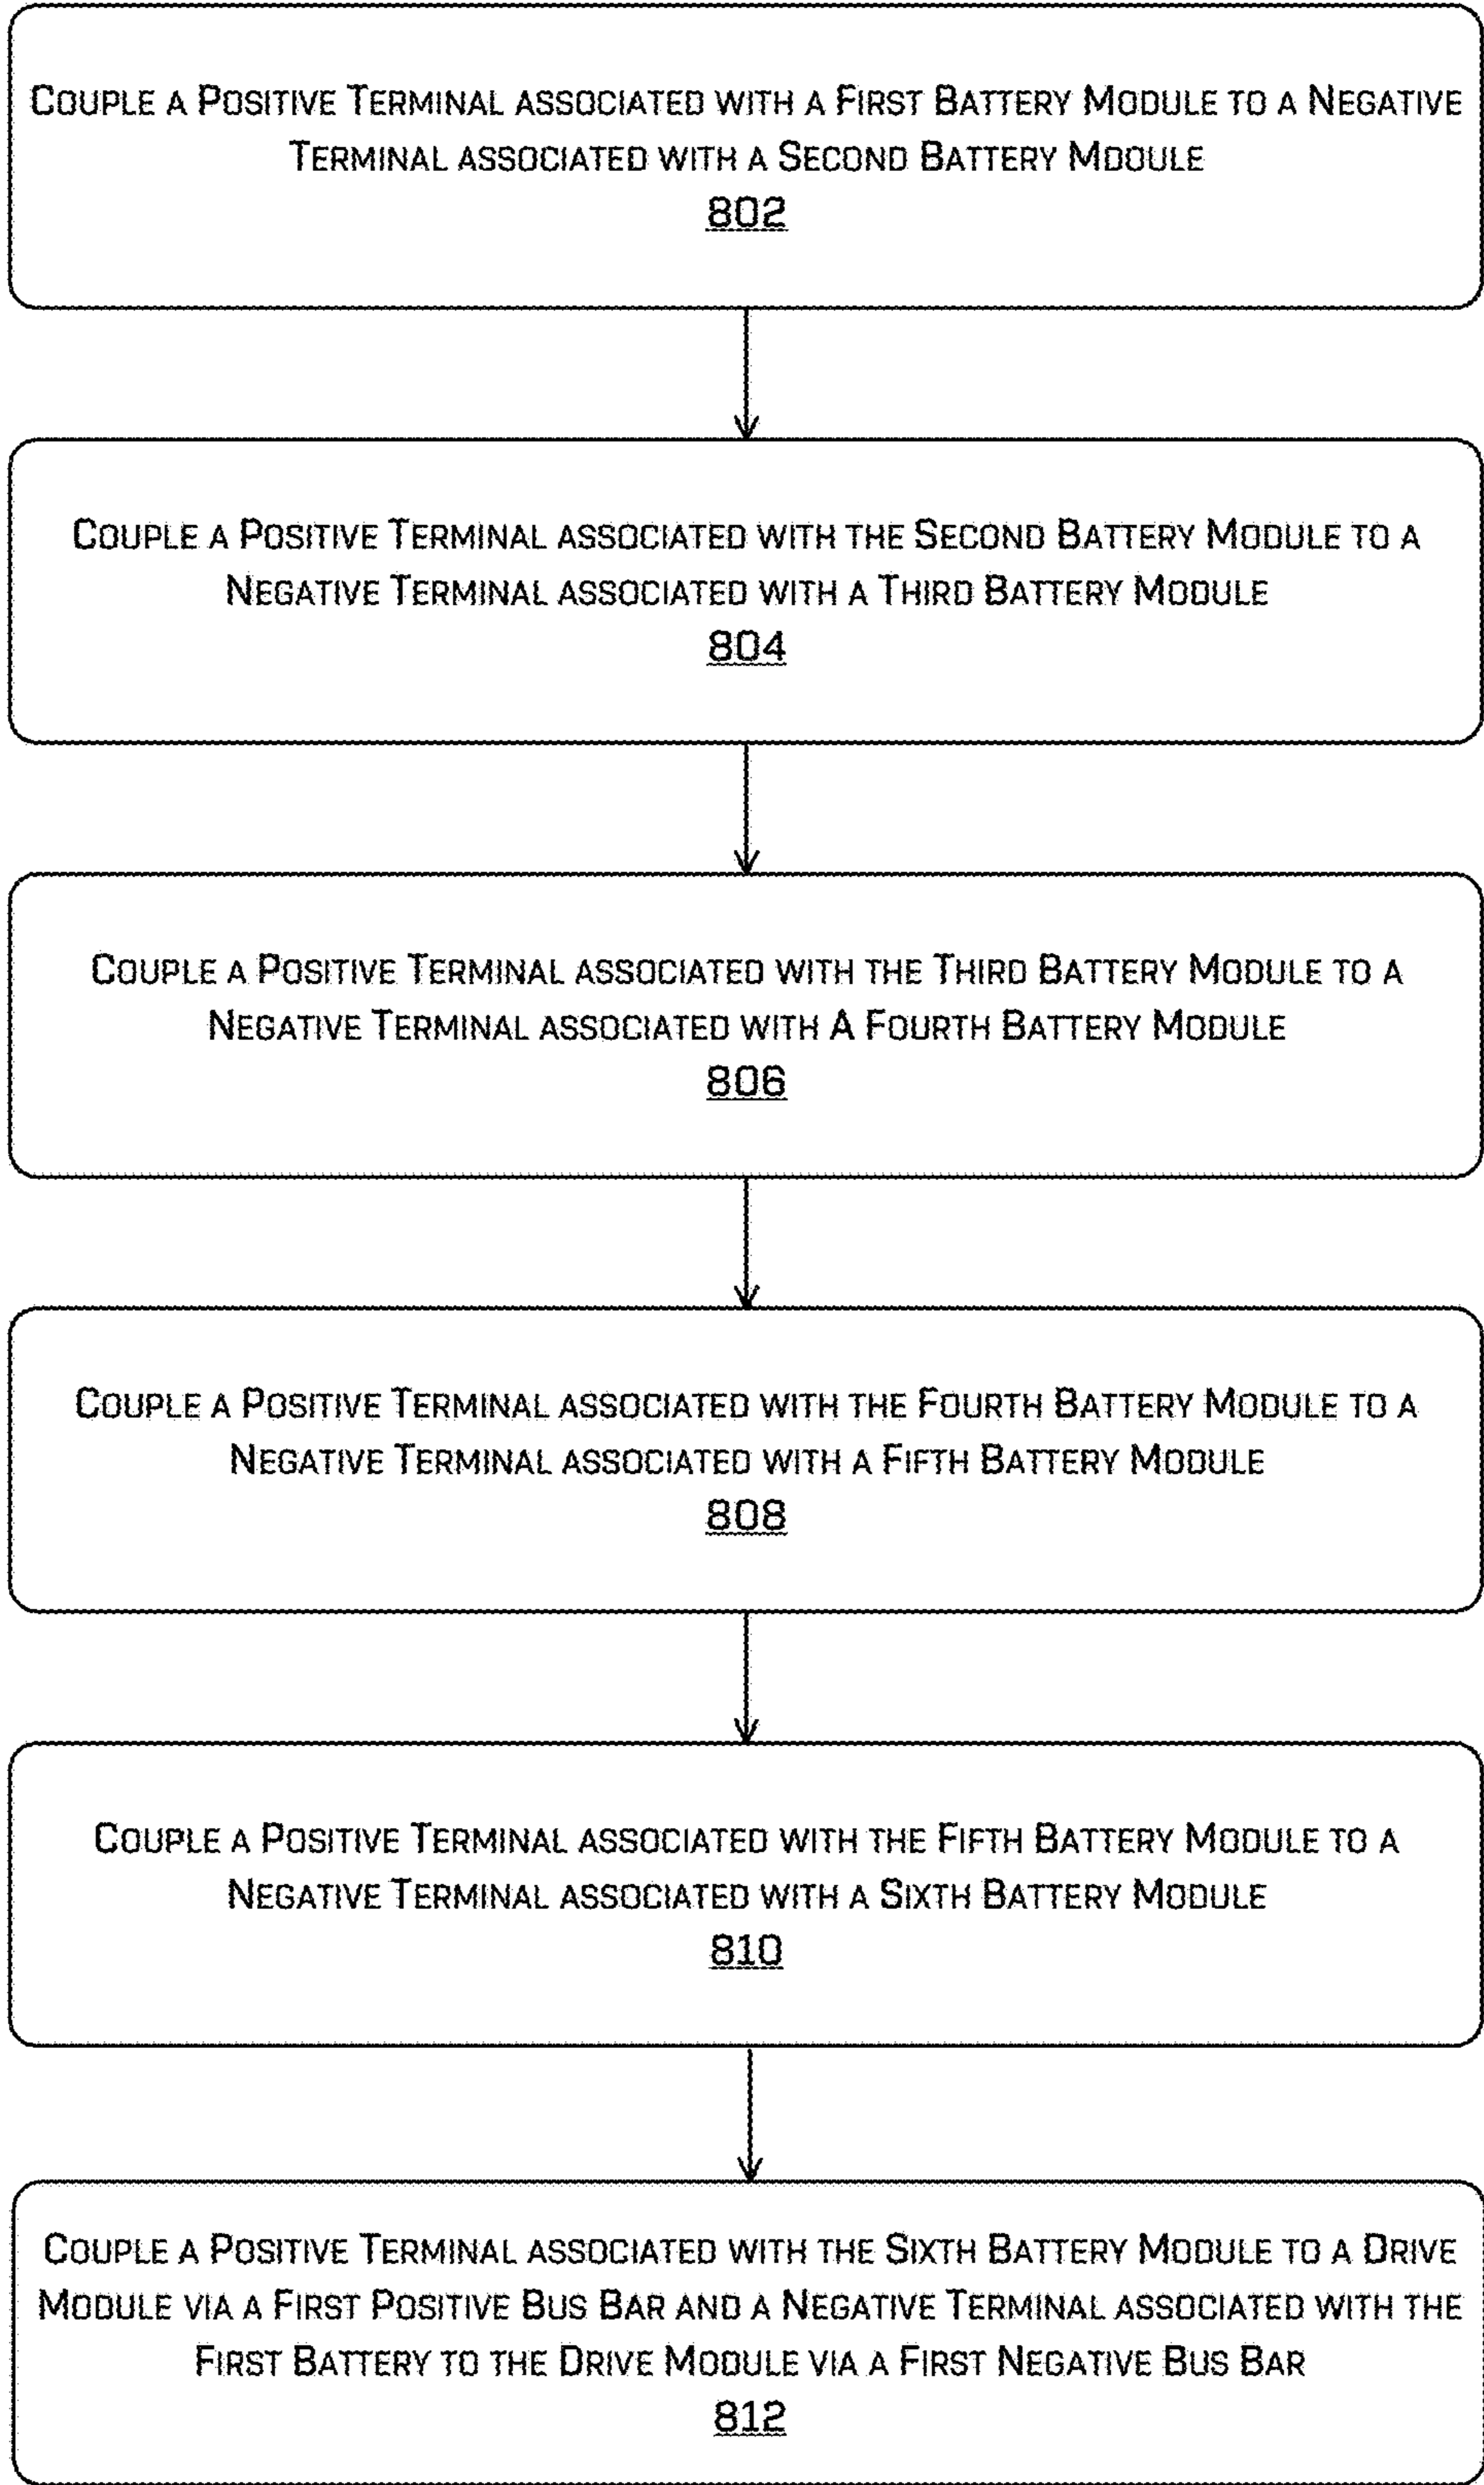 Couple a Positive Terminal associated with a First Battery Module to a Negative
Terminal associated with a Second Battery Module
802
Couple a Positive Terminal associated with the Second Battery Module to a
Negative Terminal associated with a Third Battery Module
804
Couple a Positive Terminal associated with the Third Battery Module to a
Negative Terminal associated with A Fourth Battery Module
806
Couple a Positive Terminal associated with the Fourth Battery Module to a
Negative Terminal associated with a Fifth Battery Module
808
Couple a Positive Terminal associated with the Fifth Battery Module to a
Negative Terminal associated with a Sixth Battery Module
810
Couple a Positive Terminal associated with the Sixth Battery Module to a Drive
Module via a First Positive Bus Bar and a Negative Terminal associated with the
First Battery to the Drive Module via a First Negative Bus Bar
812